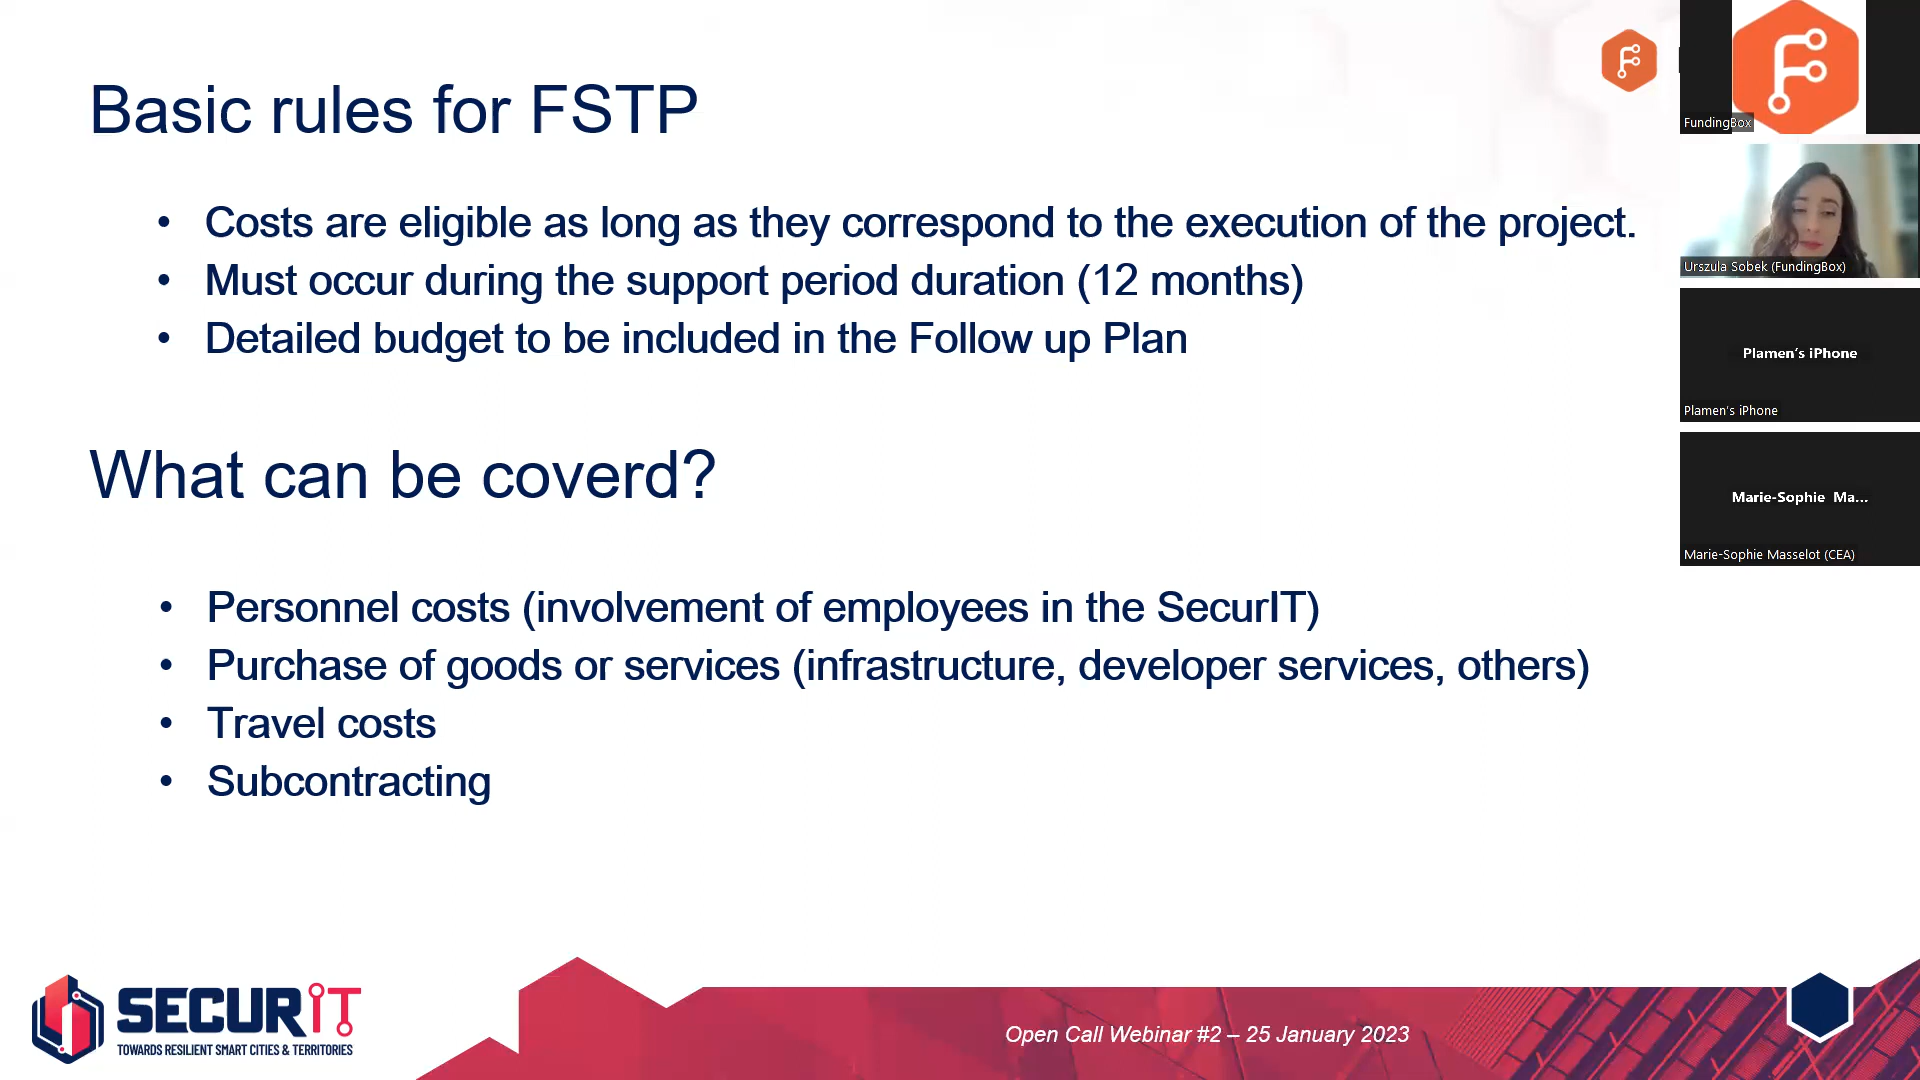 Basic rules for FSTP
• Costs are eligible as long as they correspond to the execution of the project.
• Must occur during the support period duration (12 months)
• Detailed budget to be included in the Follow up Plan
What can be coverd?
• Personnel costs (involvement of employees in the SecurIT)
• Purchase of goods or services (infrastructure, developer services, others)
• Travel costs
• Subcontracting
SECURIT
TOWARDS RESILIENT SMART CITIES & TERRITORIES
Open Call Webinar #2 – 25 January 2023
FundingBox
Urszula Sobek (FundingBox)
Plamen's iPhone
Plamen's iPhone
Marie-Sophie Ma...
Marie-Sophie Masselot (CEA)